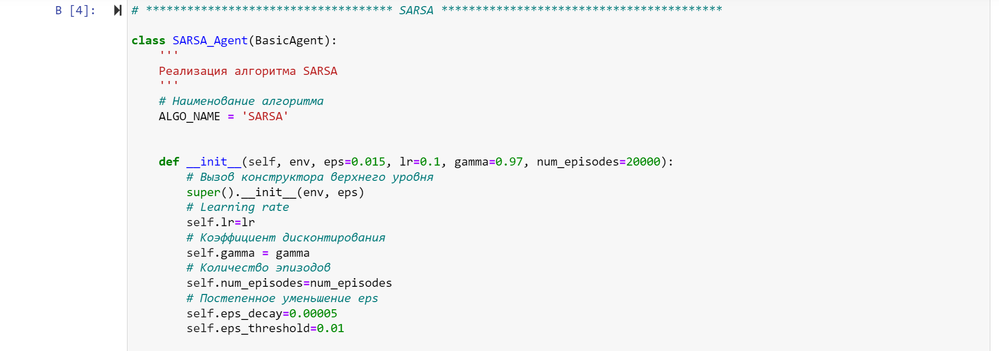 В [4]:
# ************************************ SARSA *****************************************
class SARSA_Agent(BasicAgent):
    '''
    Реализация алгоритма SARSA
    '''
    # Наименование алгоритма
    ALGO_NAME = 'SARSA'
    def __init__(self, env, eps=0.015, lr=0.1, gamma=0.97, num_episodes=20000):
        # Вызов конструктора верхнего уровня
        super().__init__(env, eps)
        # Learning rate
        self.lr=lr
        # Коэффициент дисконтирования
        self.gamma = gamma
        # Количество эпизодов
        self.num_episodes=num_episodes
        # Постепенное уменьшение eps
        self.eps_decay=0.00005
        self.eps_threshold=0.01